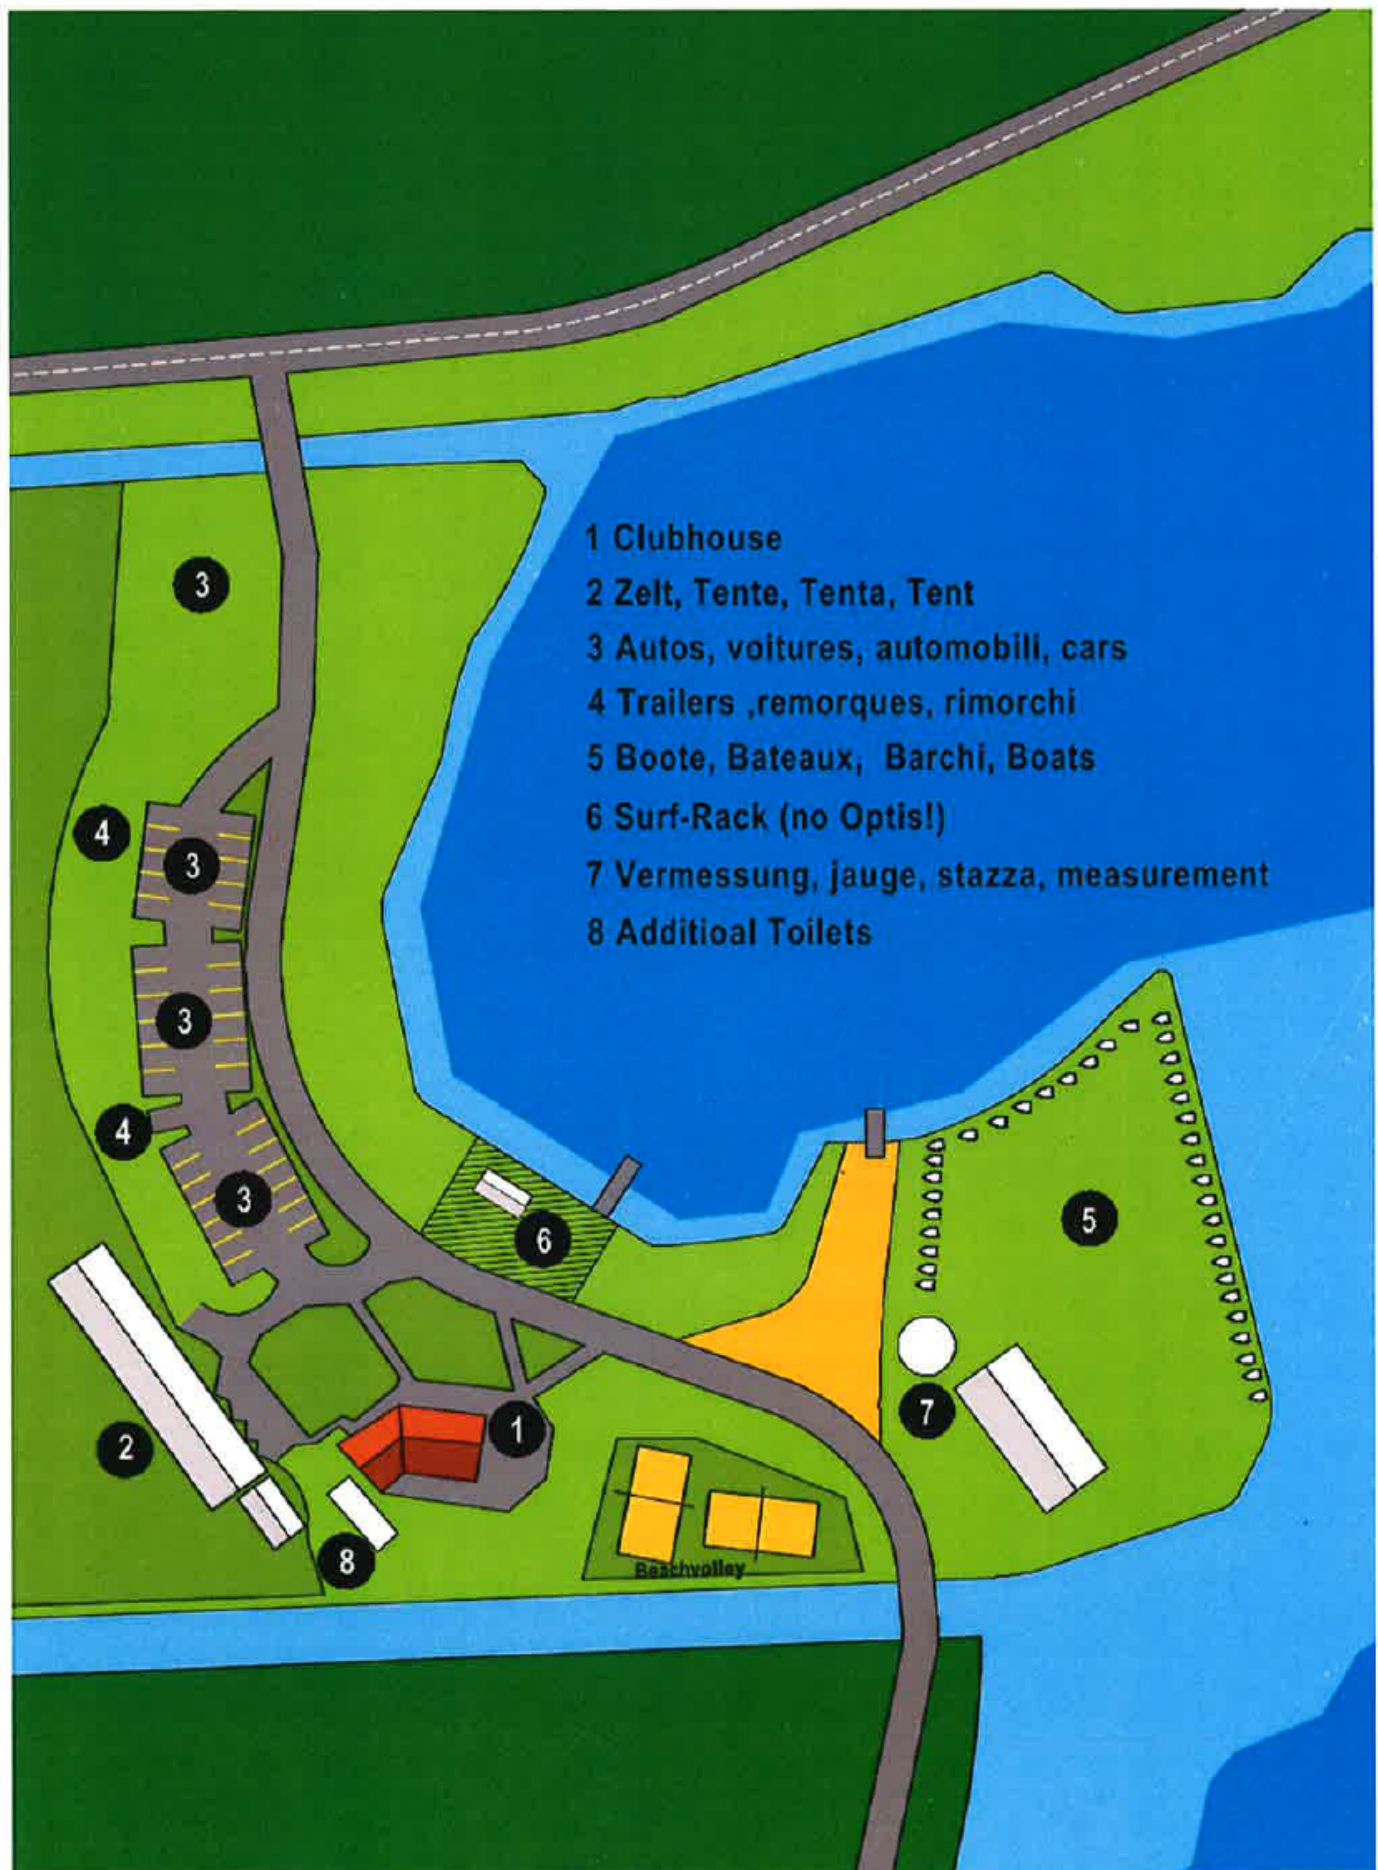 1 Clubhouse
2 Zelt, Tente, Tenta, Tent
3 Autos, voitures, automobili, cars
4 Trailers ,remorques, rimorchi
5 Boote, Bateaux, Barchi, Boats
6 Surf-Rack (no Optis!)
7 Vermessung, jauge, stazza, measurement
8 Additioal Toilets
3
4
3
3
4
3
6
5
1
7
2
8
Beachvolley